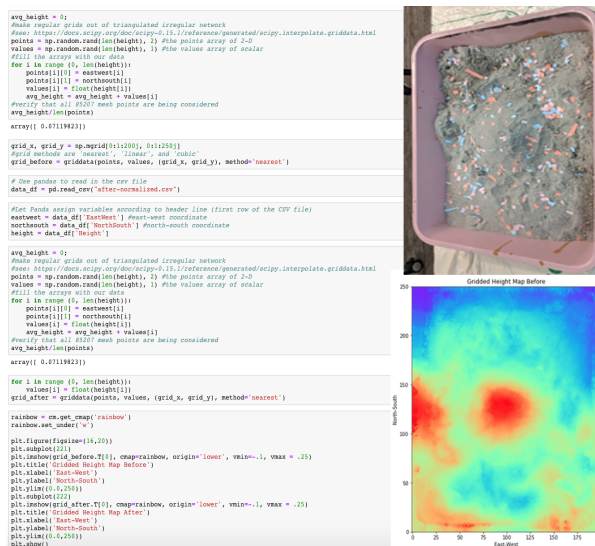 avg_height = 0;
#make regular grids out of triangulated irregular network
#see: https://docs.scipy.org/doc/scipy-0.15.1/reference/generated/scipy.interpolate.griddata.html
points = np.random.rand(len(height), 2) #the points array of 2-D
values = np.random.rand(len(height), 1) #the values array of scalar
#fill the arrays with our data
for i in range (0, len(height)):
points[i][0] = eastwest[i]
points[i][1] = northsouth[i]
values[i] = float(height[i])
avg_height = avg_height + values[i]
#verify that all 85207 mesh points are being considered
avg_height/len(points)
array([ 0.07119823])
grid_x, grid_y = np.mgrid[0:1:200j, 0:1:250j]
#grid methods are 'nearest', 'linear', and 'cubic'
grid_before = griddata(points, values, (grid_x, grid_y), method='nearest')
# Use pandas to read in the csv file
data_df = pd.read_csv("after-normalized.csv")
#Let Panda assign variables according to header line (first row of the CSV file)
eastwest = data_df['EastWest'] #east-west coordinate
northsouth = data_df['NorthSouth'] #north-south coordinate
height = data_df['Height']
avg_height = 0;
#make regular grids out of triangulated irregular network
#see: https://docs.scipy.org/doc/scipy-0.15.1/reference/generated/scipy.interpolate.griddata.html
points = np.random.rand(len(height), 2) #the points array of 2-D
values = np.random.rand(len(height), 1) #the values array of scalar
#fill the arrays with our data
for i in range (0, len(height)):
points[i][0] = eastwest[i]
points[i][1] = northsouth[i]
values[i] = float(height[i])
avg_height = avg_height + values[i]
#verify that all 85207 mesh points are being considered
avg_height/len(points)
array([ 0.07119823])
for i in range (0, len(height)):
values[i] = float(height[i])
grid_after = griddata(points, values, (grid_x, grid_y), method='nearest')
rainbow = cm.get_cmap('rainbow')
rainbow.set_under('w')
plt.figure(figsize=(16,20))
plt.subplot(221)
plt.imshow(grid_before.T[0], cmap=rainbow, origin='lower', vmin=-.1, vmax = .25)
plt.title('Gridded Height Map Before')
plt.xlabel('East-West')
plt.ylabel('North-South')
plt.ylim((0.0,250)
plt.subplot(222)
plt.imshow(grid_after.T[0], cmap=rainbow, origin='lower', vmin=-.1, vmax = .25)
plt.title('Gridded Height Map After')
plt.xlabel('East-West')
plt.ylabel('North-South')
plt.ylim((0.0,250)
plt.show()
Gridded Height Map Before
250
200
150
100
50
0
North-South
0 25 50 75 100 125 150 175
East-West